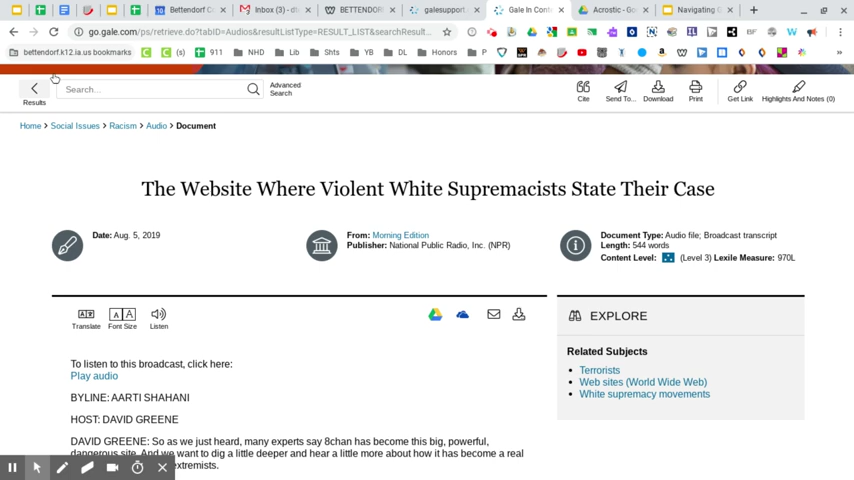 Bettendorf C
Inbox (3) - d
BETTENDOR
galesupport.
Gale In Cont
Acrostic - Go
Navigating G
go.gale.com/ps/retrieve.do?tabID=Audios&resultListType=RESULT_LIST&searchResult...
bettendorf.k12.ia.us bookmarks
(s)
911
NHD
Lib
Shts
YB
DL
Honors
P
Search...
Advanced
Search
Results
Cite
Send To...
Download
Print
Get Link
Highlights And Notes (0)
Home > Social Issues > Racism > Audio > Document
The Website Where Violent White Supremacists State Their Case
Date: Aug. 5, 2019
From: Morning Edition
Publisher: National Public Radio, Inc. (NPR)
Document Type: Audio file; Broadcast transcript
Length: 544 words
Content Level: (Level 3) Lexile Measure: 970L
Translate
Font Size
Listen
EXPLORE
Related Subjects
Terrorists
Web sites (World Wide Web)
White supremacy movements
To listen to this broadcast, click here:
Play audio
BYLINE: AARTI SHAHANI
HOST: DAVID GREENE
DAVID GREENE: So as we just heard, many experts say 8chan has become this big, powerful,
dangerous site. And we want to dig a little deeper and hear a little more about how it has become a real
extremists.